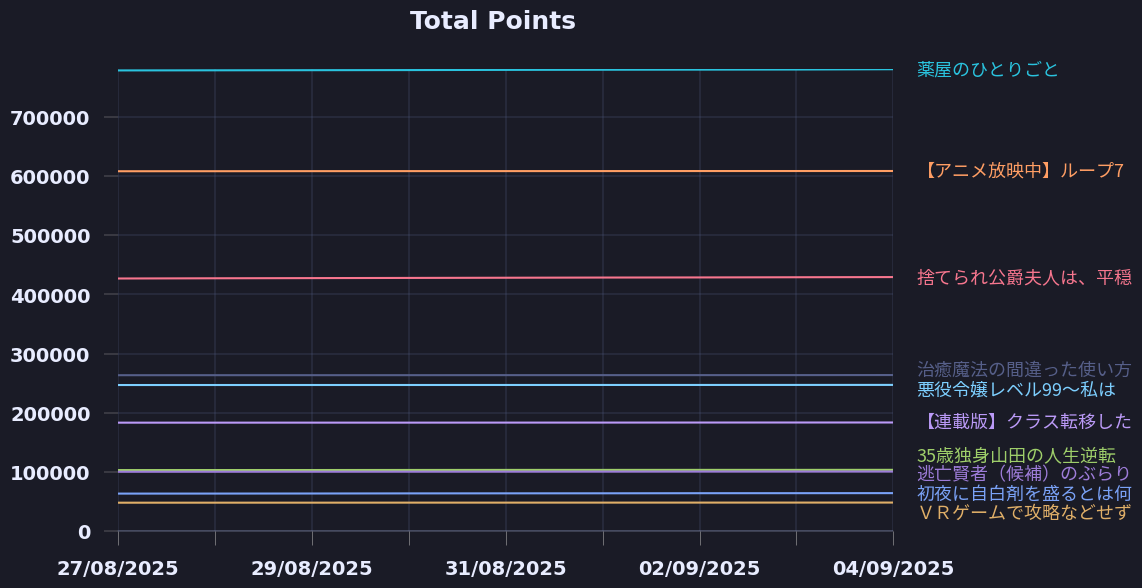 Total Points
薬屋のひとりごと
700000
【アニメ放映中】ループ7
600000
500000
捨てられ公爵夫人は、平穏
400000
300000
治癒魔法の間違った使い方
悪役令嬢レベル99～私は
200000
【連載版】クラス転移した
35歳独身山田の人生逆転
100000
逃亡賢者（候補）のぶらり
初夜に自白剤を盛るとは何
ＶＲゲームで攻略などせず
0
27/08/2025
29/08/2025
31/08/2025
02/09/2025
04/09/2025